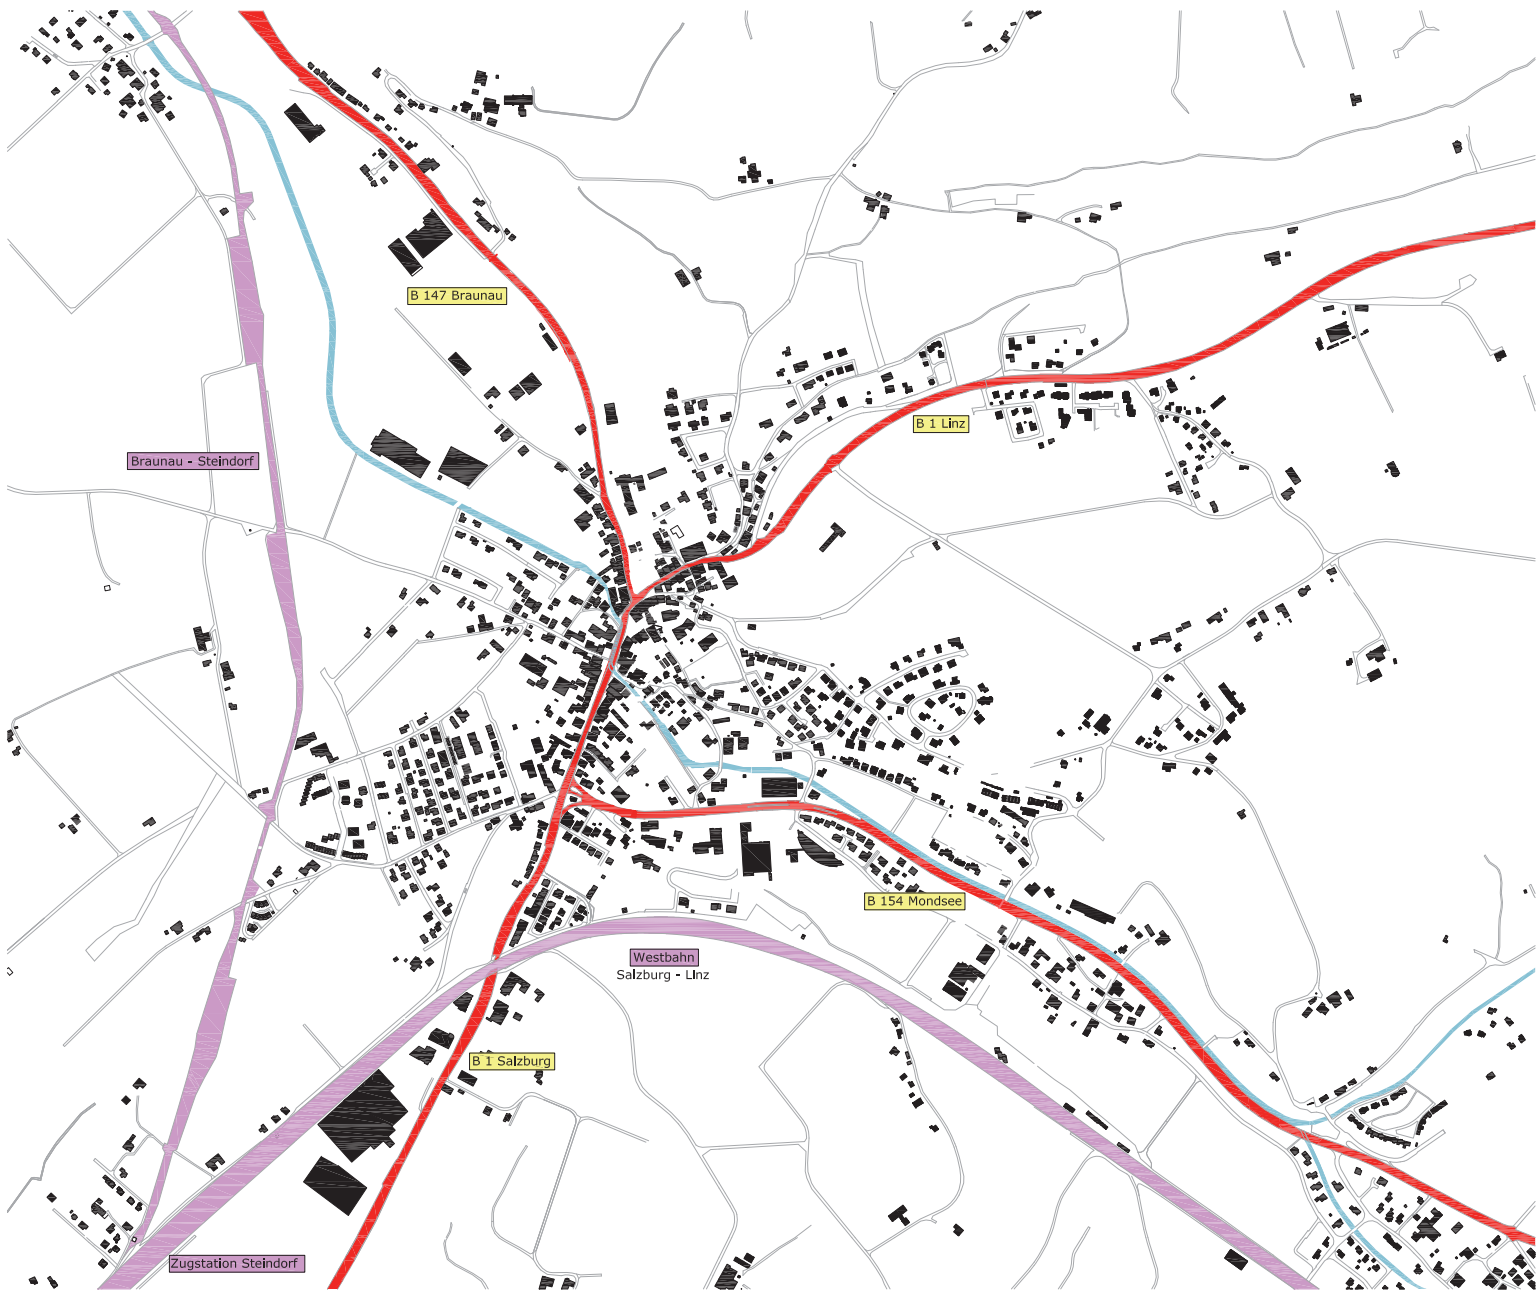 B 147 Braunau
B 1 Linz
Braunau - Steindorf
B 154 Mondsee
Westbahn
Salzburg - Linz
B 1 Salzburg
Zugstation Steindorf